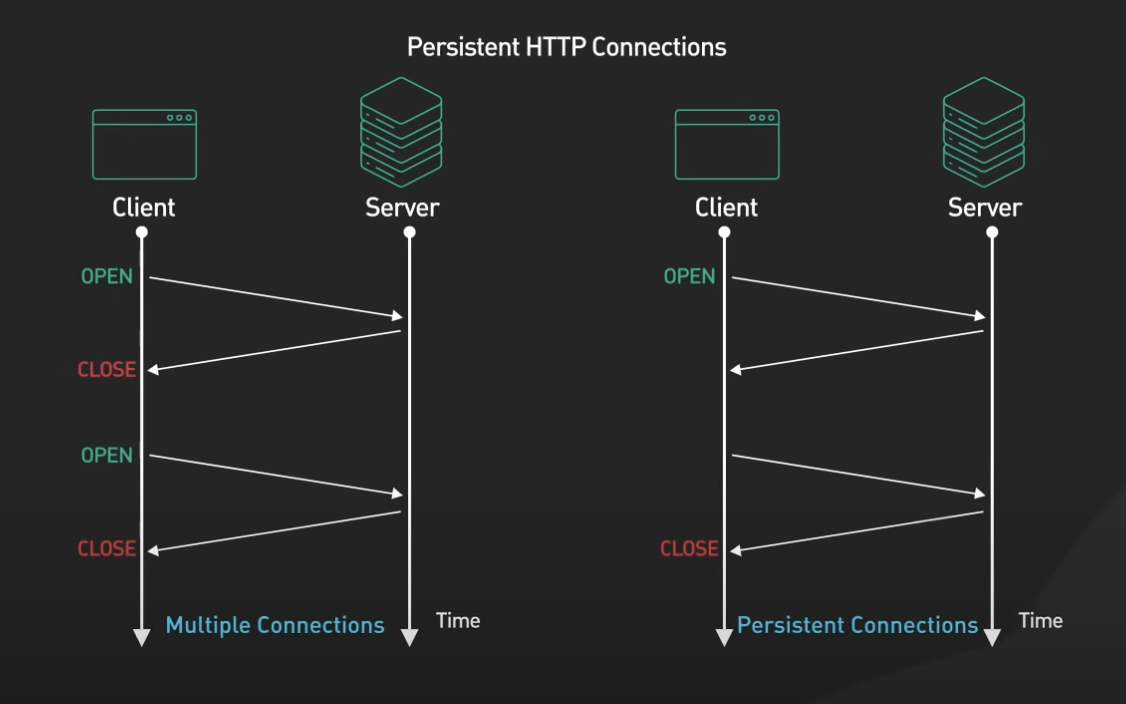 Persistent HTTP Connections
Client
Server
OPEN
CLOSE
OPEN
CLOSE
Multiple Connections
Time
Client
Server
OPEN
CLOSE
Persistent Connections
Time